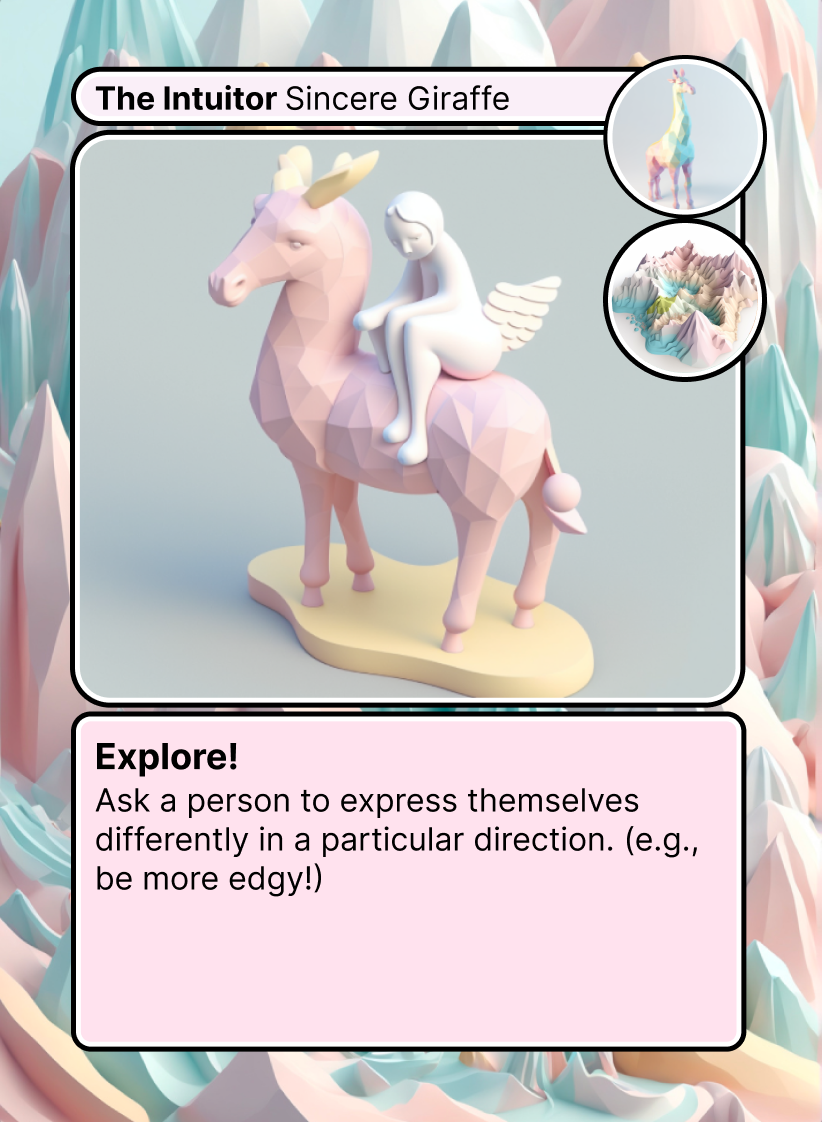 The Intuitor Sincere Giraffe
Explore!
Ask a person to express themselves
differently in a particular direction. (e.g.,
be more edgy!)